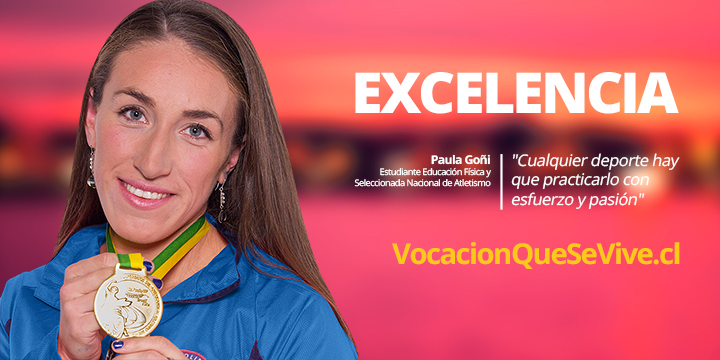 EXCELENCIA
Paula Goñi
Estudiante Educación Física y
Seleccionada Nacional de Atletismo
"Cualquier deporte hay
que practicarlo con
esfuerzo y pasión"
VocacionQueSeVive.cl